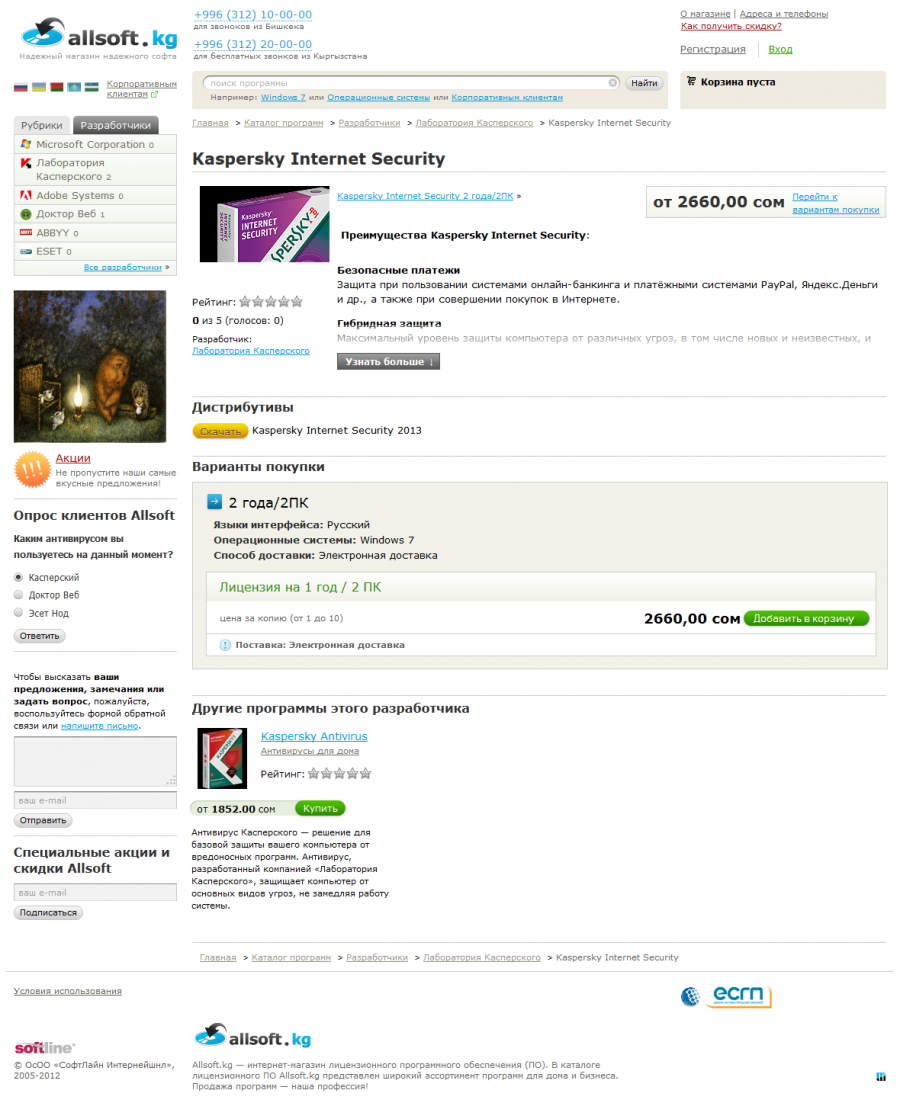 allsoft.kg
Надежный магазин надежного софта
+996 (312) 10-00-00
для звоноков из Бишкека
+996 (312) 20-00-00
для бесплатных звонков из Кыргызстана
О магазине | Адреса и телефоны
Как получить скидку?
Регистрация
Вход
Корпоративным
клиентам
поиск программы
Найти
Например: Windows 7 или Операционные системы или Корпоративным клиентам
Корзина пуста
Рубрики
Разработчики
Microsoft Corporation 0
Лаборатория
Касперского 2
Adobe Systems 0
Доктор Веб 1
ABBYY 0
ESET 0
Все разработчики »
Акции
Не пропустите наши самые
вкусные предложения!
Опрос клиентов Allsoft
Каким антивирусом вы
пользуетесь на данный момент?
Касперский
Доктор Веб
Эсет Нод
Ответить
Чтобы высказать ваши
предложения, замечания или
задать вопрос, пожалуйста,
воспользуйтесь формой обратной
связи или напишите письмо.
ваш e-mail
Отправить
Специальные акции и
скидки Allsoft
ваш e-mail
Подписаться
Главная > Каталог программ > Разработчики > Лаборатория Касперского > Kaspersky Internet Security
Kaspersky Internet Security
KASPERSKY
INTERNET
SECURITY
Kaspersky Internet Security 2 года/2ПК »
от 2660,00 сом
Перейти к
вариантам покупки
Преимущества Kaspersky Internet Security:
Безопасные платежи
Защита при пользовании системами онлайн-банкинга и платёжными системами PayPal, Яндекс.Деньги
и др., а также при совершении покупок в Интернете.
Гибридная защита
Максимальный уровень защиты компьютера от различных угроз, в том числе новых и неизвестных, и
Узнать больше ↓
Рейтинг:
0 из 5 (голосов: 0)
Разработчик:
Лаборатория Касперского
Дистрибутивы
Скачать Kaspersky Internet Security 2013
Варианты покупки
2 года/2ПК
Языки интерфейса: Русский
Операционные системы: Windows 7
Способ доставки: Электронная доставка
Лицензия на 1 год / 2 ПК
цена за копию (от 1 до 10)
2660,00 сом
Добавить в корзину
Поставка: Электронная доставка
Другие программы этого разработчика
Kaspersky Antivirus
Антивирусы для дома
Рейтинг:
от 1852.00 сом
Купить
Антивирус Касперского — решение для
базовой защиты вашего компьютера от
вредоносных программ. Антивирус,
разработанный компанией «Лаборатория
Касперского», защищает компьютер от
основных видов угроз, не замедляя работу
системы.
Главная > Каталог программ > Разработчики > Лаборатория Касперского > Kaspersky Internet Security
Условия использования
есгп
softline
© ОсОО «СофтЛайн Интернейшнл»,
2005-2012
allsoft.kg
Allsoft.kg — интернет-магазин лицензионного программного обеспечения (ПО). В каталоге
лицензионного ПО Allsoft.kg представлен широкий ассортимент программ для дома и бизнеса.
Продажа программ — наша профессия!